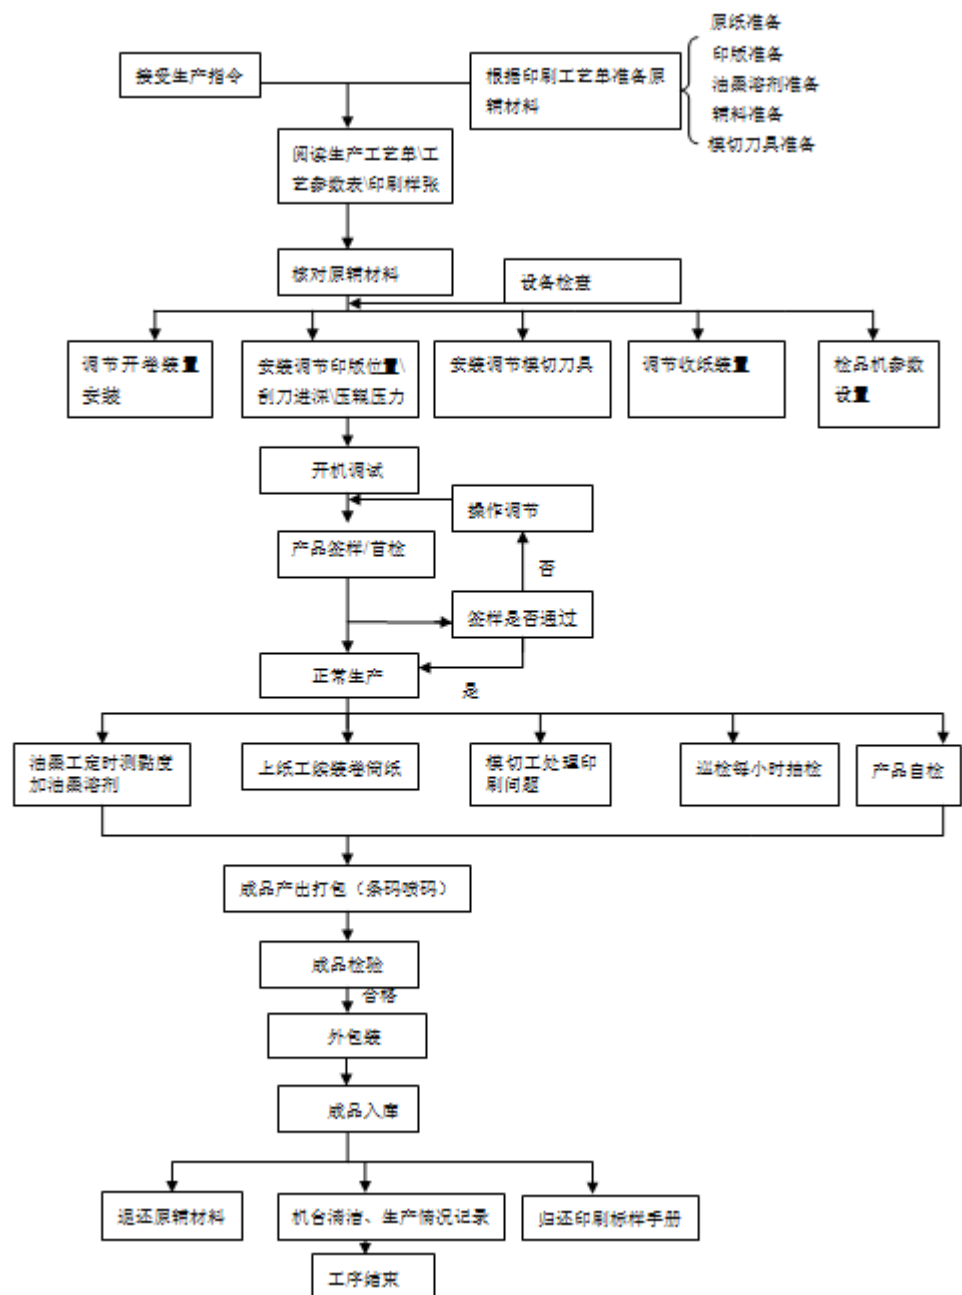 原纸准备
印版准备
油墨溶剂准备
辅料准备
模切刀具准备
接受生产指令
根据印刷工艺单准备原
辅材料
阅读生产工艺单\工
艺参数表\印刷样张
核对原辅材料
设备检查
调节开卷装置
安装
安装调节印版位置\
刮刀进深\压辊压力
安装调节模切刀具
调节收纸装置
检品机参数
设置
开机调试
操作调节
产品签样/首检
否
签样是否通过
正常生产
是
油墨工定时测黏度
加油墨溶剂
上纸工续装卷筒纸
模切工处理印
刷问题
巡检每小时抽检
产品自检
成品产出打包（条码喷码）
成品检验
合格
外包装
成品入库
退还原辅材料
机台清洁、生产情况记录
归还印刷标样手册
工序结束